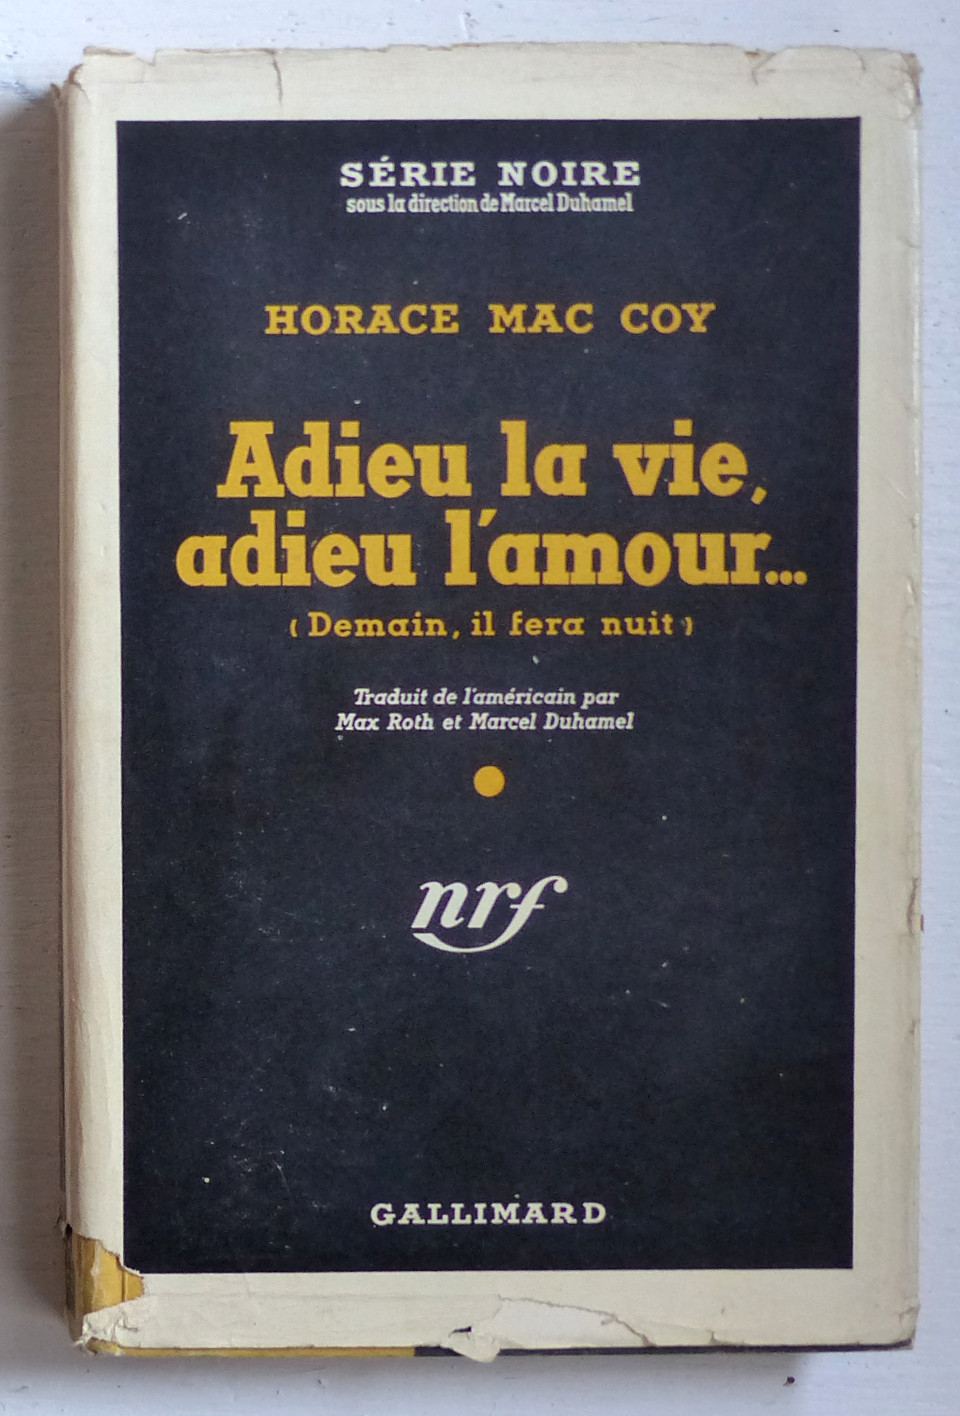 SÉRIE NOIRE
sous la direction de Marcel Duhamel
HORACE MAC COY
Adieu la vie,
adieu l'amour...
(Demain, il fera nuit)
Traduit de l'américain par
Max Roth et Marcel Duhamel
nrf
GALLIMARD